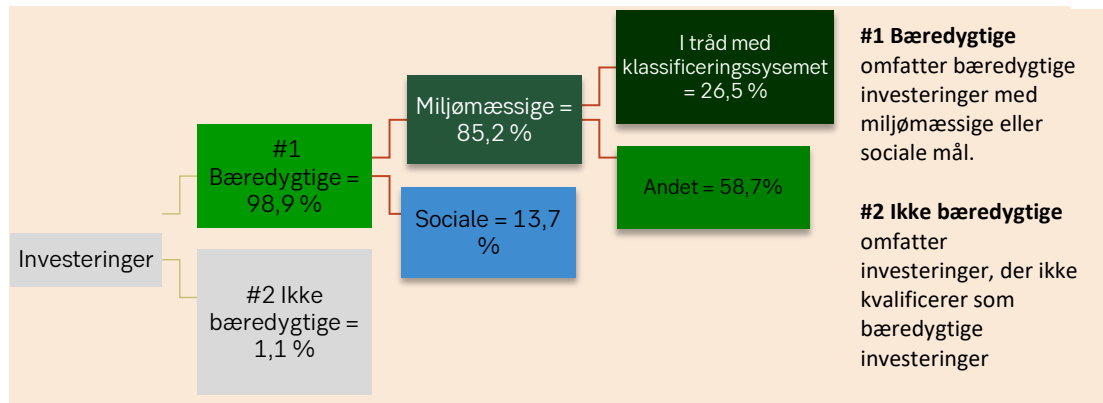 Investeringer
#1
Bæredygtige =
98,9 %
#2 Ikke
bæredygtige =
1,1 %
Miljømæssige =
85,2 %
Sociale = 13,7
%
I tråd med
klassificeringssysemet
= 26,5 %
Andet = 58,7%
#1 Bæredygtige
omfatter bæredygtige
investeringer med
miljømæssige eller
sociale mål.
#2 Ikke bæredygtige
omfatter
investeringer, der ikke
kvalificerer som
bæredygtige
investeringer